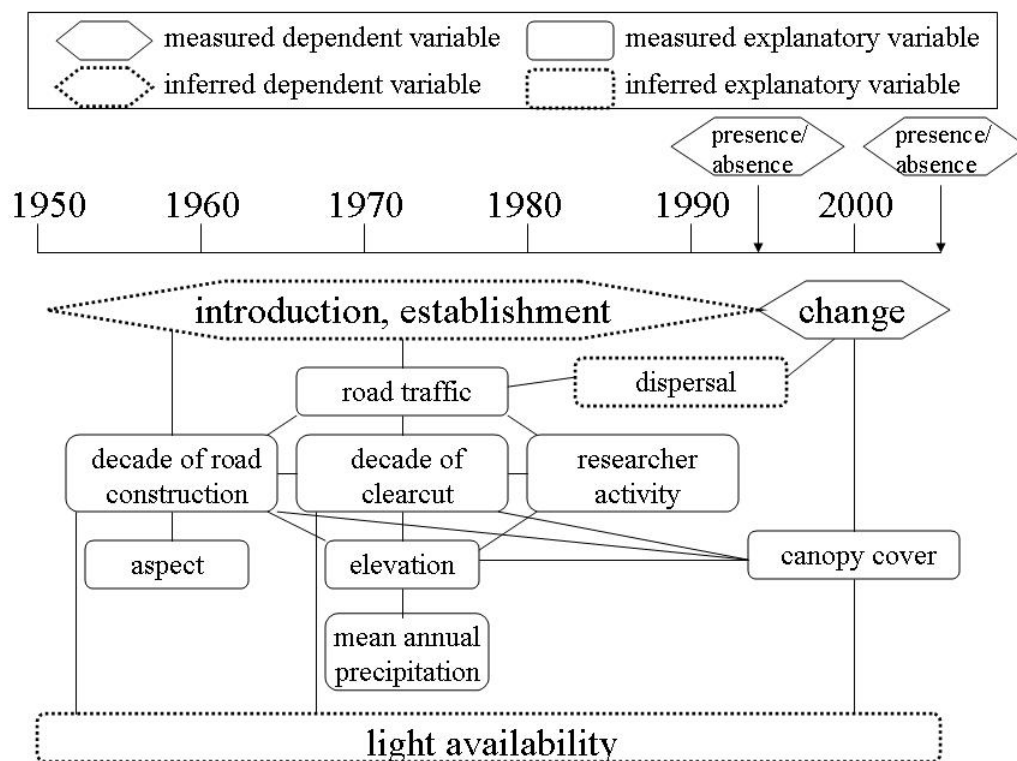 measured dependent variable
measured explanatory variable
inferred dependent variable
inferred explanatory variable
presence/
absence
presence/
absence
1950 1960 1970 1980 1990 2000
introduction, establishment
change
dispersal
road traffic
decade of road
construction
decade of
clearcut
researcher
activity
aspect
elevation
canopy cover
mean annual
precipitation
light availability